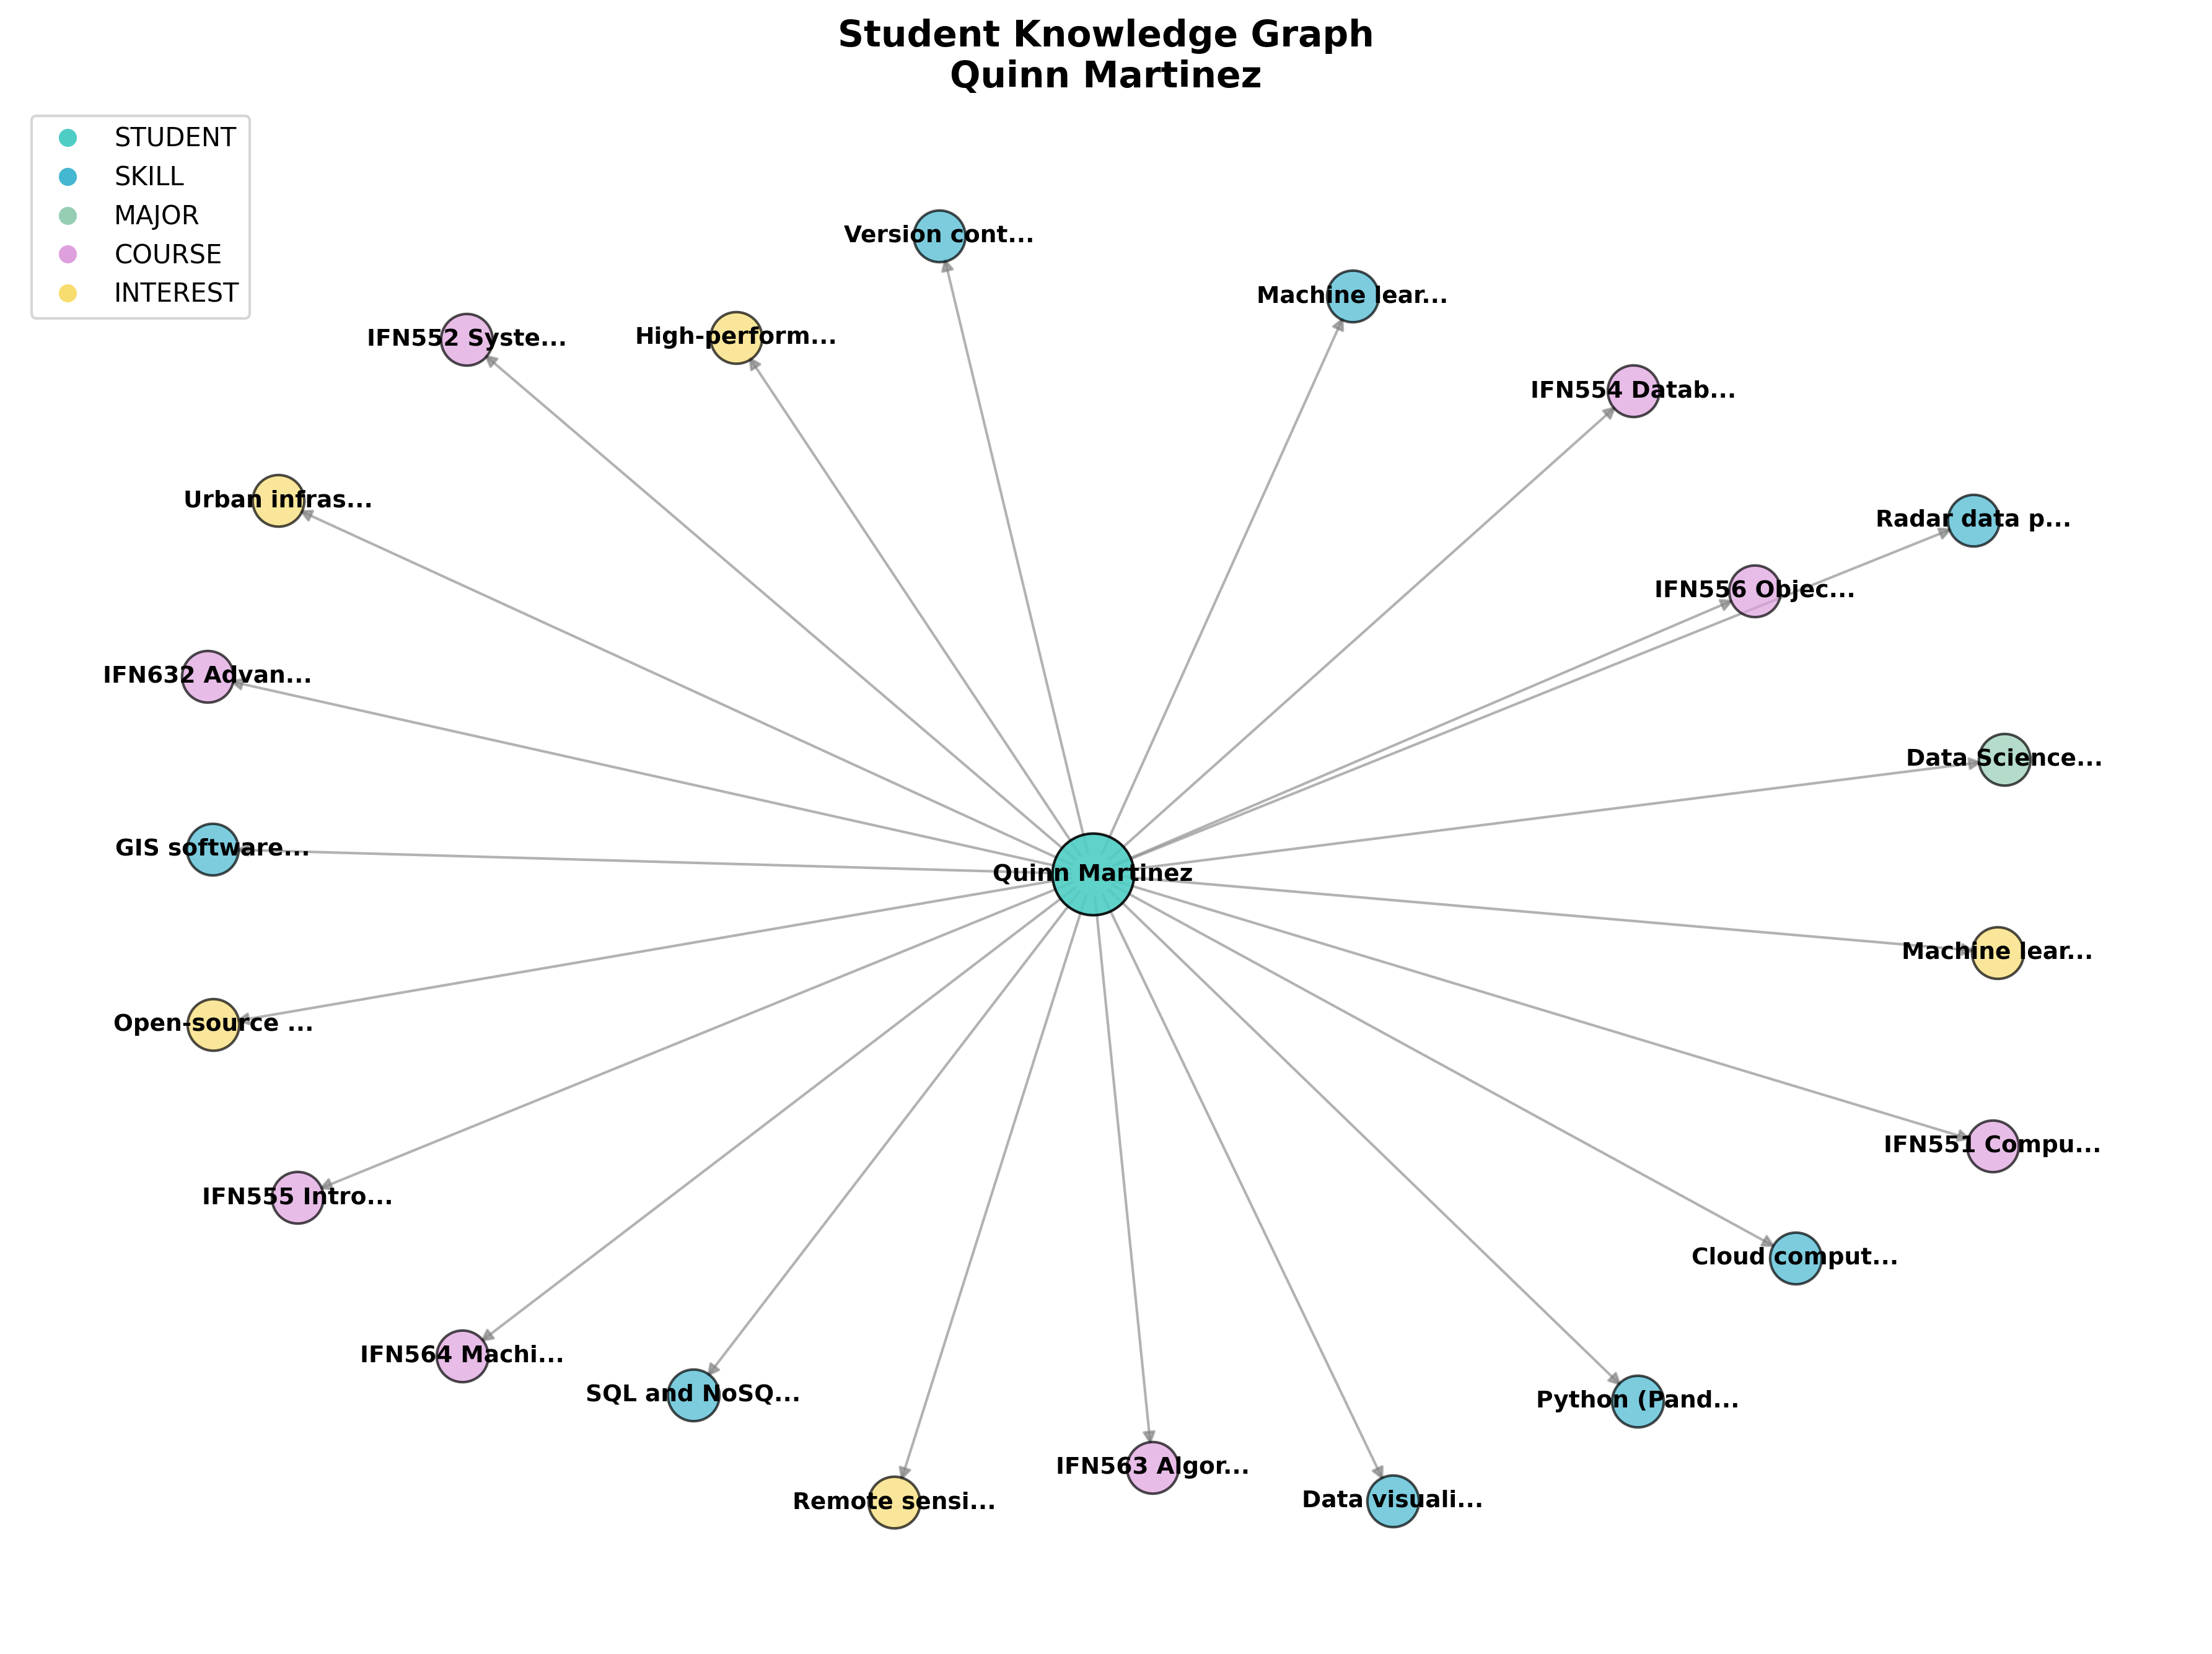 Student Knowledge Graph
Quinn Martinez
STUDENT
SKILL
MAJOR
COURSE
INTEREST
Version cont...
Machine lear...
IFN552 Syste...
High-perform...
IFN554 Datab...
Urban infras...
Radar data p...
IFN556 Objec...
IFN632 Advan...
Data Science...
GIS software...
Quinn Martinez
Machine lear...
Open-source ...
IFN551 Compu...
IFN555 Intro...
Cloud comput...
IFN564 Machi...
SQL and NoSQ...
Python (Pand...
IFN563 Algor...
Remote sensi...
Data visuali...